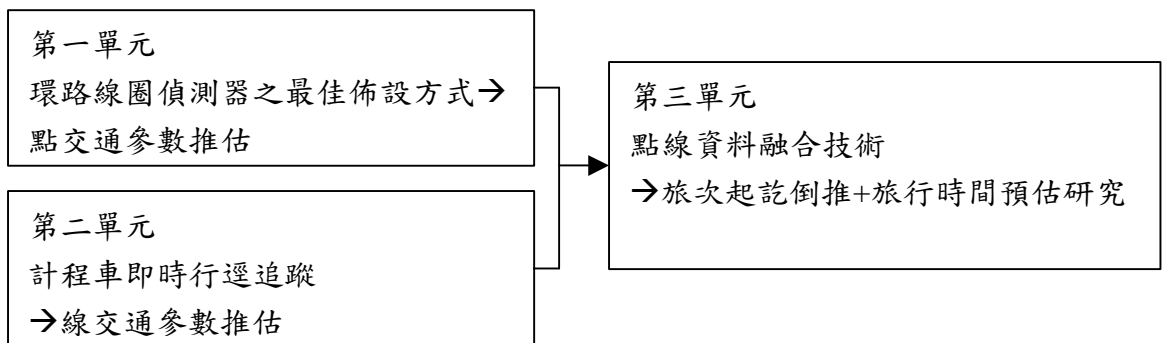 第一單元
環路線圈偵測器之最佳佈設方式→
點交通參數推估
第二單元
計程車即時行逕追蹤
→線交通參數推估
第三單元
點線資料融合技術
→旅次起訖倒推+旅行時間預估研究